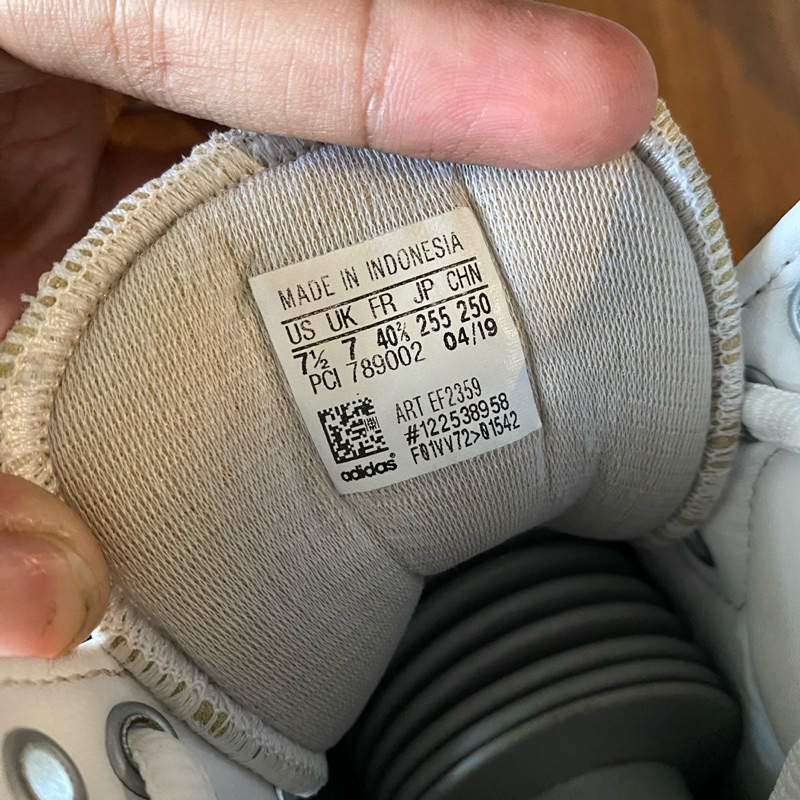 MADE IN INDONESIA
US UK FR JP CHN
7½ 7 40⅔ 255 250
PCI 789002 04/19
ART EF2359
#122538958
F01VV72>01542
adidas